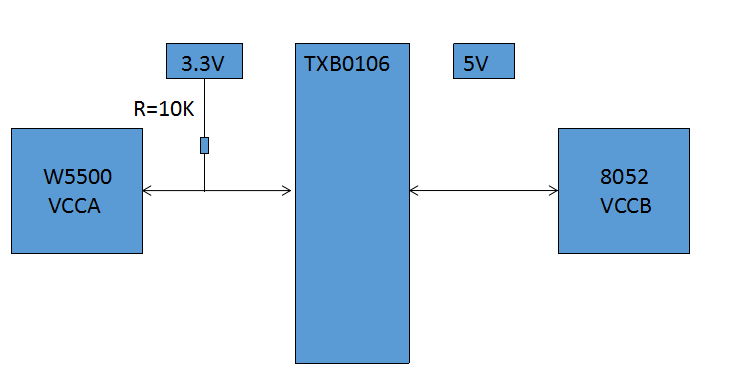 3.3V
TXB0106
5V
R=10K
W5500
VCCA
8052
VCCB